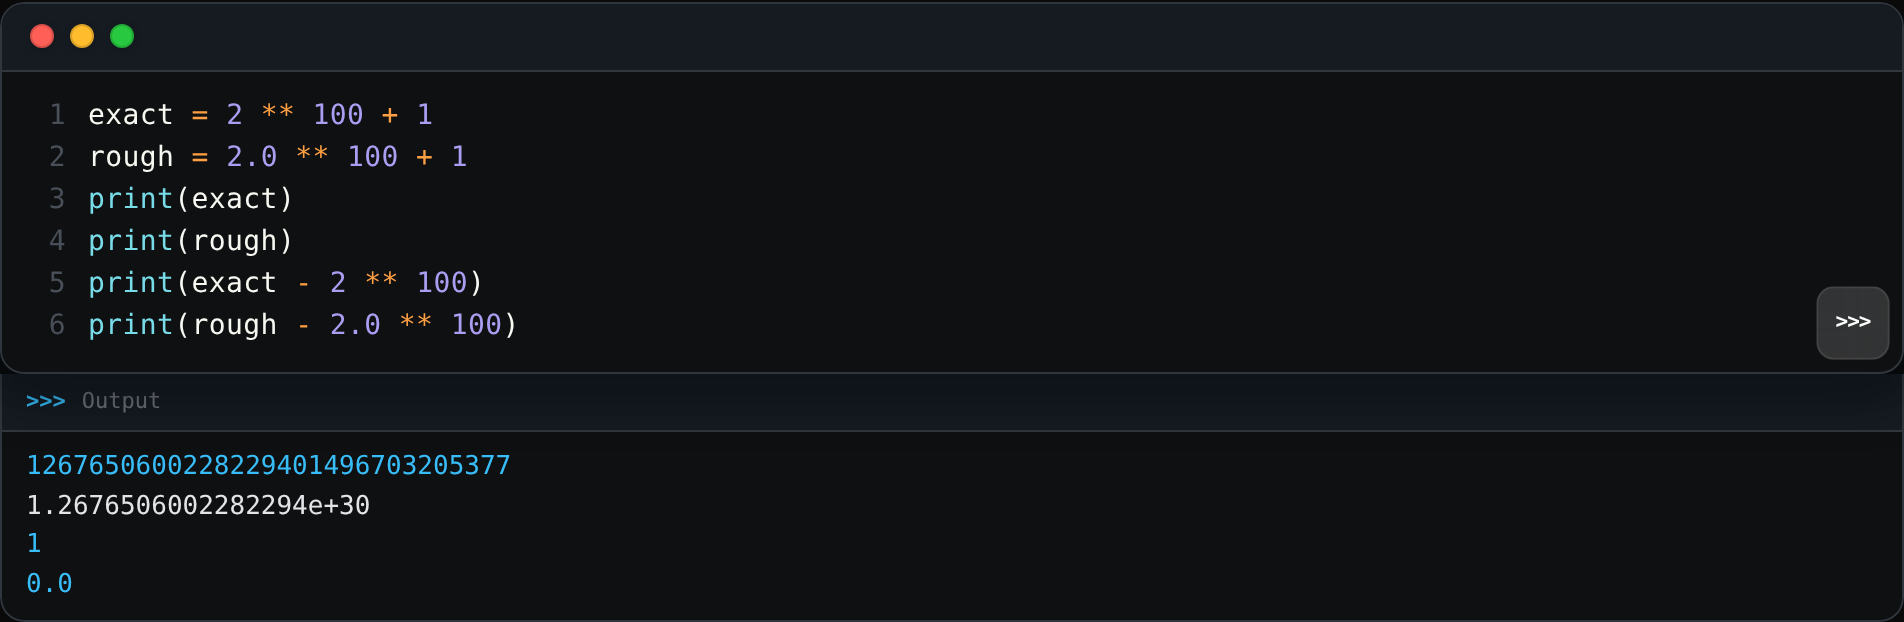 1 exact = 2 ** 100 + 1
2 rough = 2.0 ** 100 + 1
3 print(exact)
4 print(rough)
5 print(exact - 2 ** 100)
6 print(rough - 2.0 ** 100)
>>>
>>> Output
1267650600228229401496703205377
1.2676506002282294e+30
1
0.0